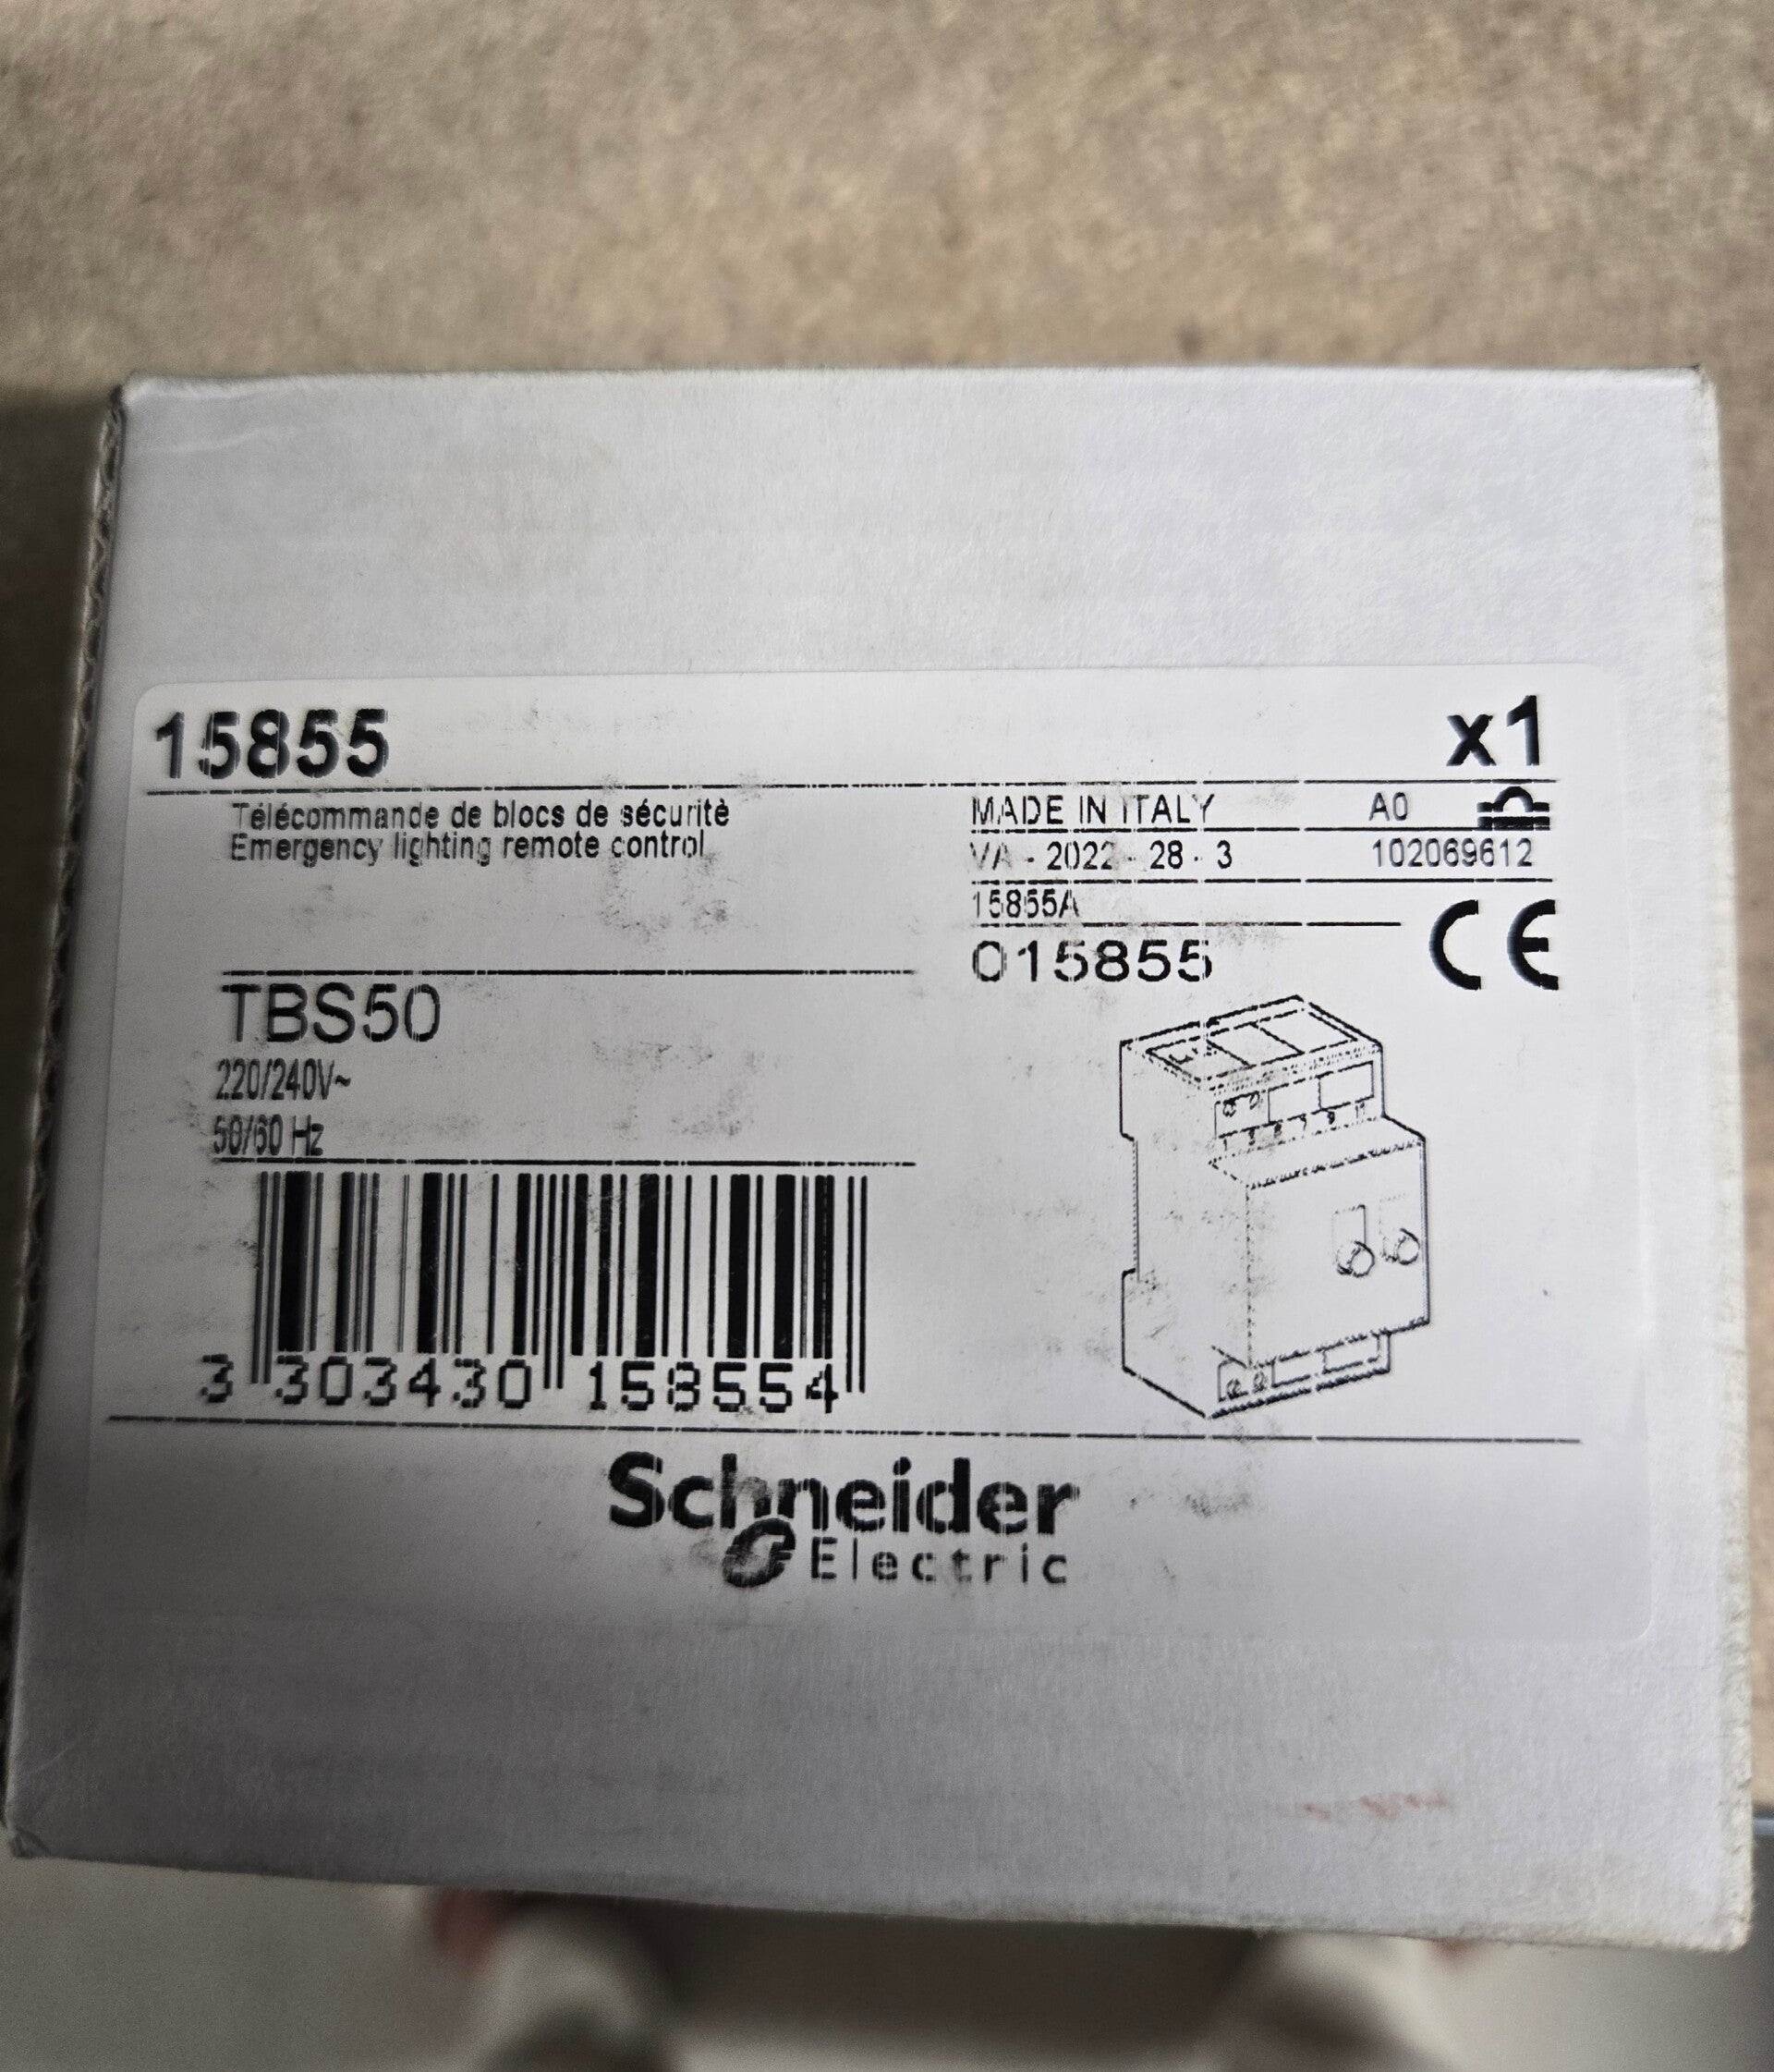 15855
x1
Télécommande de blocs de sécurité
Emergency lighting remote control
MADE IN ITALY
A0
VA - 2022 - 28 - 3
102069612
15855A
015855
CE
TBS50
220/240V~
50/60 Hz
3 303430 158554
Schneider
Electric